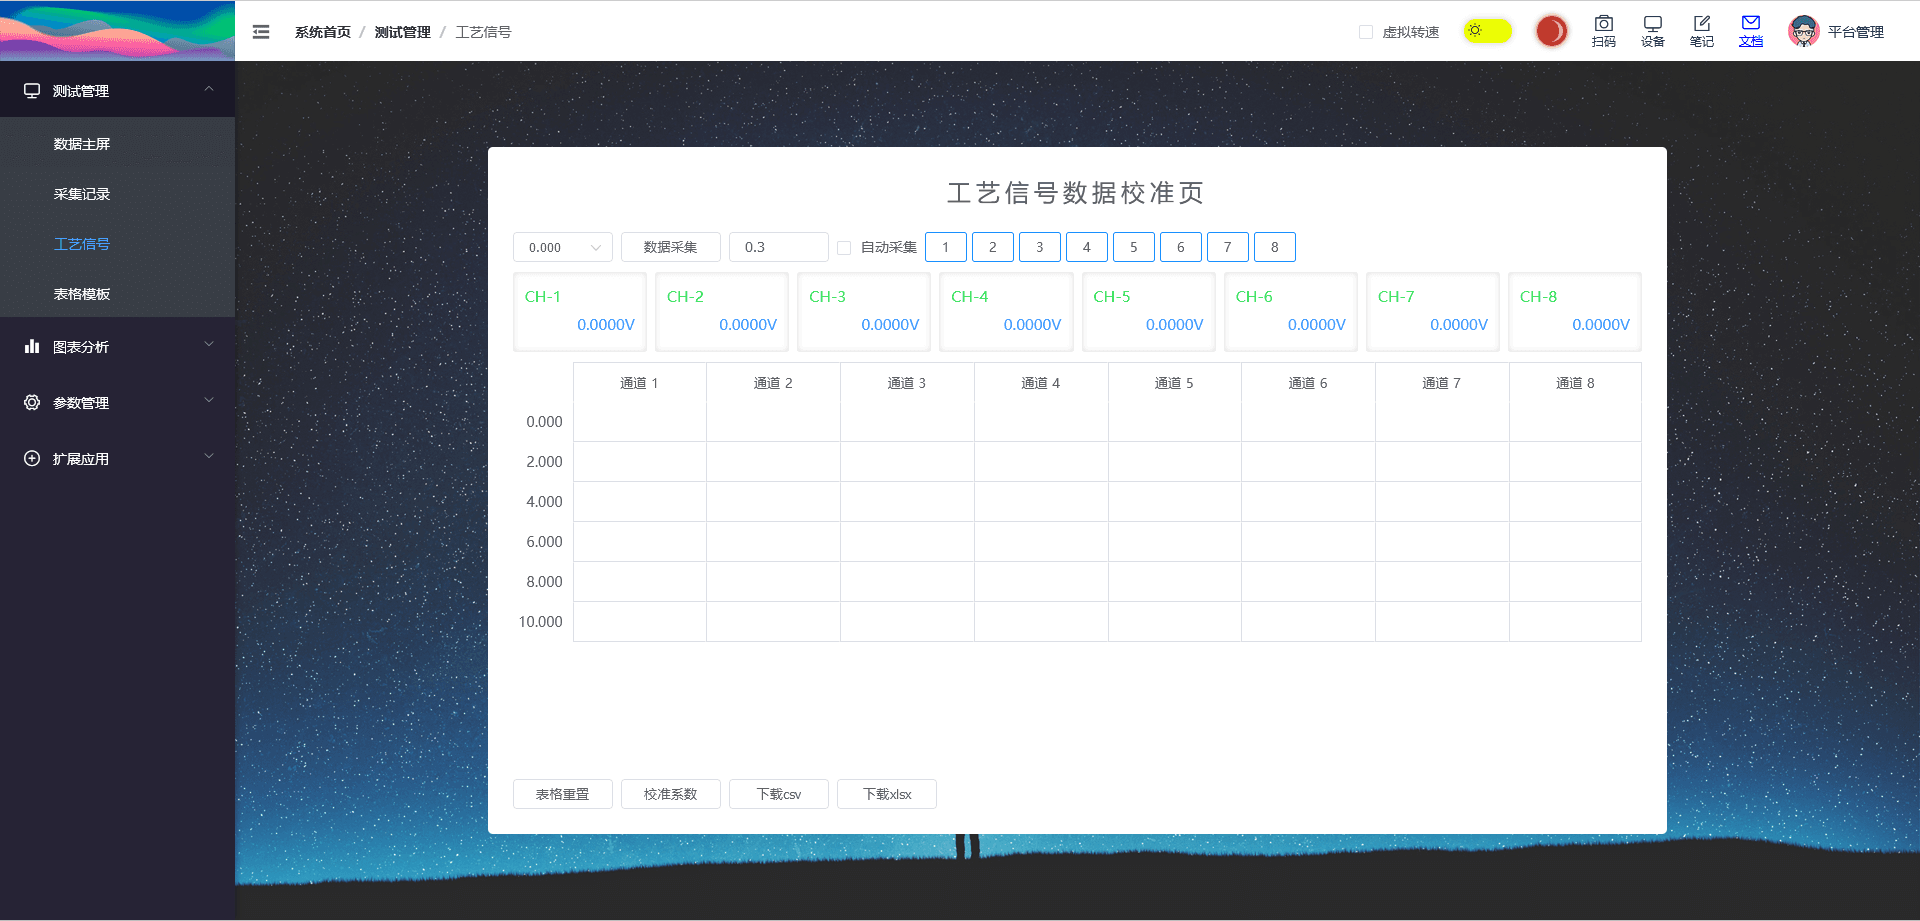 系统首页 / 测试管理 / 工艺信号
虚拟转速
扫码
设备
笔记
文档
平台管理
测试管理
数据主屏
采集记录
工艺信号
表格模板
图表分析
参数管理
扩展应用
工艺信号数据校准页
0.000 数据采集 0.3 自动采集 1 2 3 4 5 6 7 8
CH-1 CH-2 CH-3 CH-4 CH-5 CH-6 CH-7 CH-8
0.0000V 0.0000V 0.0000V 0.0000V 0.0000V 0.0000V 0.0000V 0.0000V
通道 1 通道 2 通道 3 通道 4 通道 5 通道 6 通道 7 通道 8
0.000
2.000
4.000
6.000
8.000
10.000
表格重置 校准系数 下载csv 下载xlsx